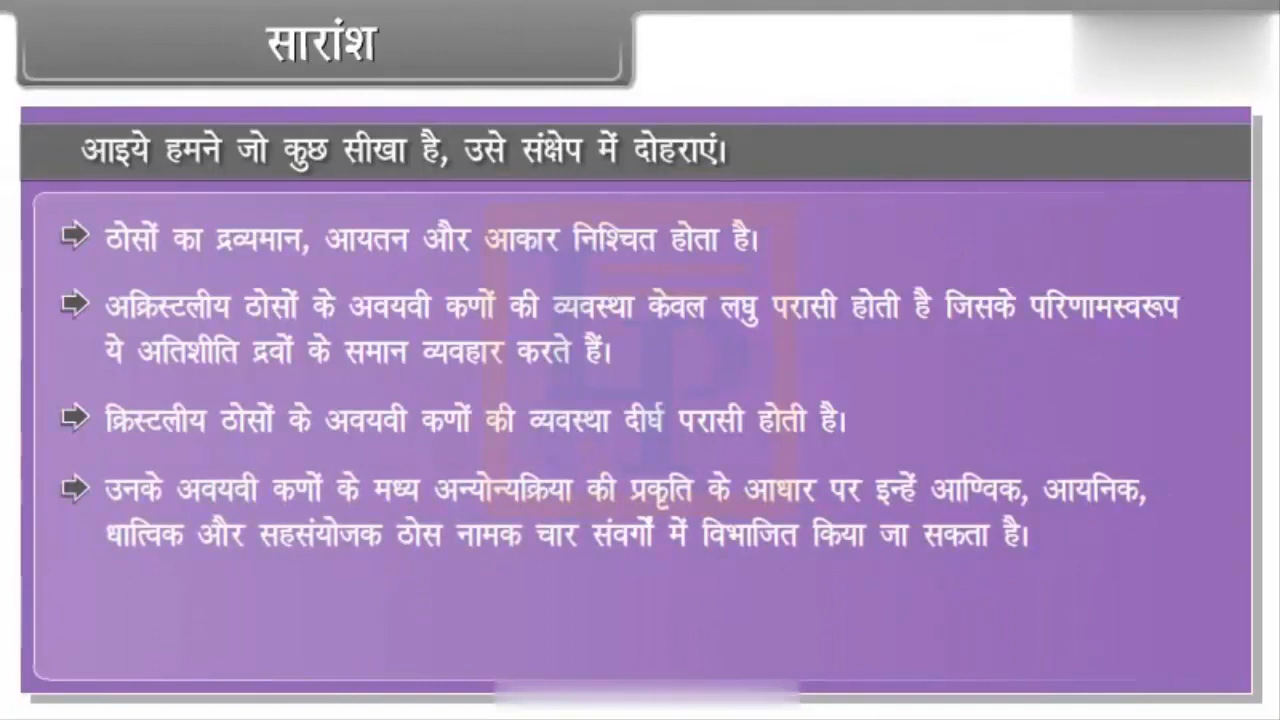 सारांश
आइये हमने जो कुछ सीखा है, उसे संक्षेप में दोहराएं।
ठोसों का द्रव्यमान, आयतन और आकार निश्चित होता है।
अक्रिस्टलीय ठोसों के अवयवी कणों की व्यवस्था केवल लघु परासी होती है जिसके परिणामस्वरूप
ये अतिशीति द्रवों के समान व्यवहार करते हैं।
क्रिस्टलीय ठोसों के अवयवी कणों की व्यवस्था दीर्घ परासी होती है।
उनके अवयवी कणों के मध्य अन्योन्यक्रिया की प्रकृति के आधार पर इन्हें आण्विक, आयनिक,
धात्विक और सहसंयोजक ठोस नामक चार संवर्गों में विभाजित किया जा सकता है।